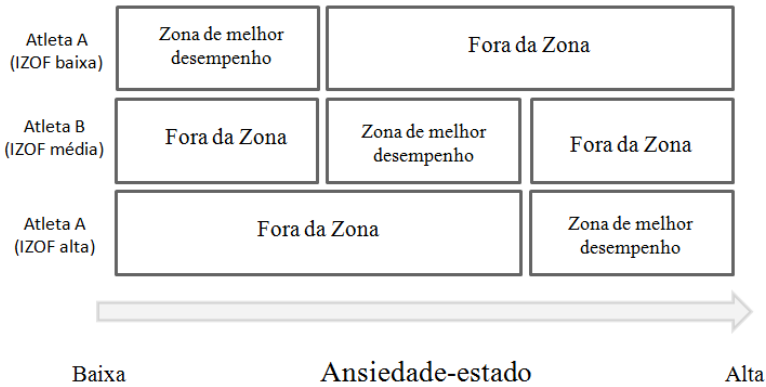 Atleta A
(IZOF baixa)
Zona de melhor
desempenho
Fora da Zona
Atleta B
(IZOF média)
Fora da Zona
Zona de melhor
desempenho
Fora da Zona
Atleta A
(IZOF alta)
Fora da Zona
Zona de melhor
desempenho
Baixa
Ansiedade-estado
Alta